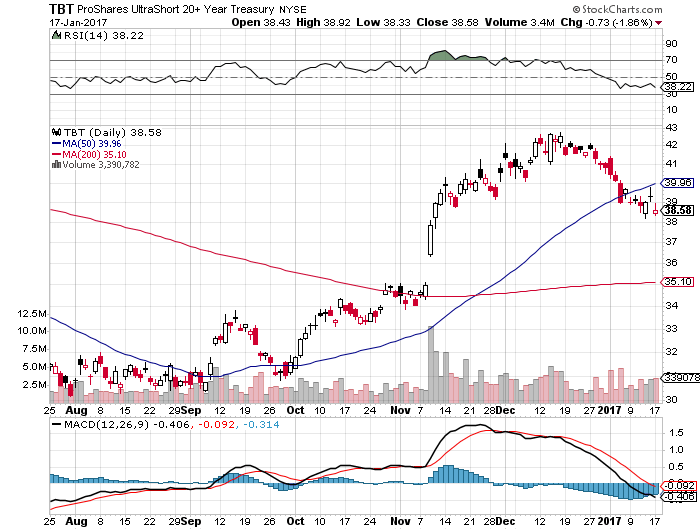 TBT ProShares UltraShort 20+ Year Treasury NYSE
© StockCharts.com
17-Jan-2017
Open 38.43 High 38.92 Low 38.33 Close 38.58 Volume 3.4M Chg -0.73 (-1.86%)
RSI(14) 38.22
90
70
50
38.22
30
10
TBT (Daily) 38.58
MA(50) 39.96
MA(200) 35.10
Volume 3,390,782
43
42
41
39.96
39
38.58
38
37
36
35.10
34
33
32
31
30
12.5M
10.0M
7.5M
5.0M
2.5M
3390782
25 Aug 8 15 22 29 Sep 12 19 26 Oct 10 17 24 Nov 7 14 21 28 Dec 12 19 27 2017 9 17
MACD(12,26,9) -0.406, -0.092, -0.314
1.5
1.0
0.5
0.0
-0.092
-0.406
25 Aug 8 15 22 29 Sep 12 19 26 Oct 10 17 24 Nov 7 14 21 28 Dec 12 19 27 2017 9 17